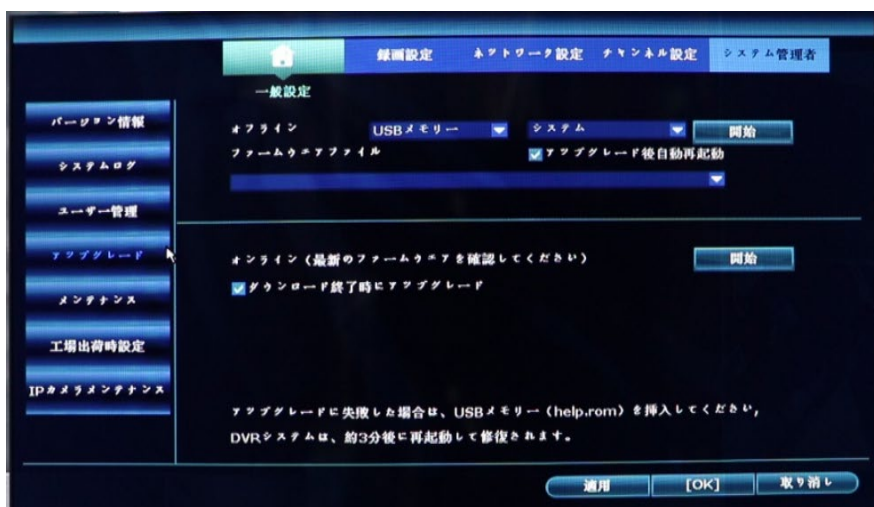 録画設定 ネットワーク設定 チャンネル設定 システム管理者
一般設定
バージョン情報
システムログ
ユーザー管理
アップグレード
メンテナンス
工場出荷時設定
IPカメラメンテナンス
オフライン USBメモリー システム 開始
ファームウエアファイル アップグレード後自動再起動
オンライン(最新のファームウエアを確認してください) 開始
ダウンロード終了時にアップグレード
アップグレードに失敗した場合は、USBメモリー(help.rom)を挿入してください,
DVRシステムは、約3分後に再起動して修復されます。
適用 [OK] 取り消し